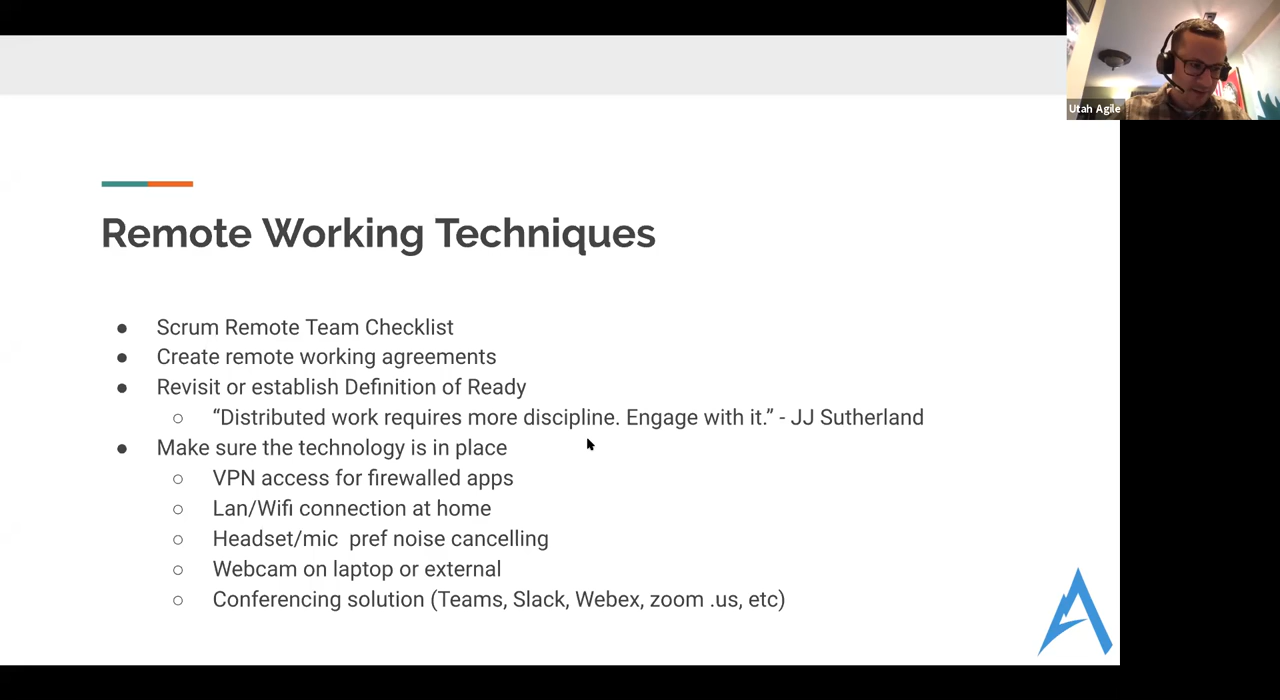 Utah Agile
Remote Working Techniques
● Scrum Remote Team Checklist
● Create remote working agreements
● Revisit or establish Definition of Ready
○ “Distributed work requires more discipline. Engage with it.” - JJ Sutherland
● Make sure the technology is in place
○ VPN access for firewalled apps
○ Lan/Wifi connection at home
○ Headset/mic  pref noise cancelling
○ Webcam on laptop or external
○ Conferencing solution (Teams, Slack, Webex, zoom .us, etc)